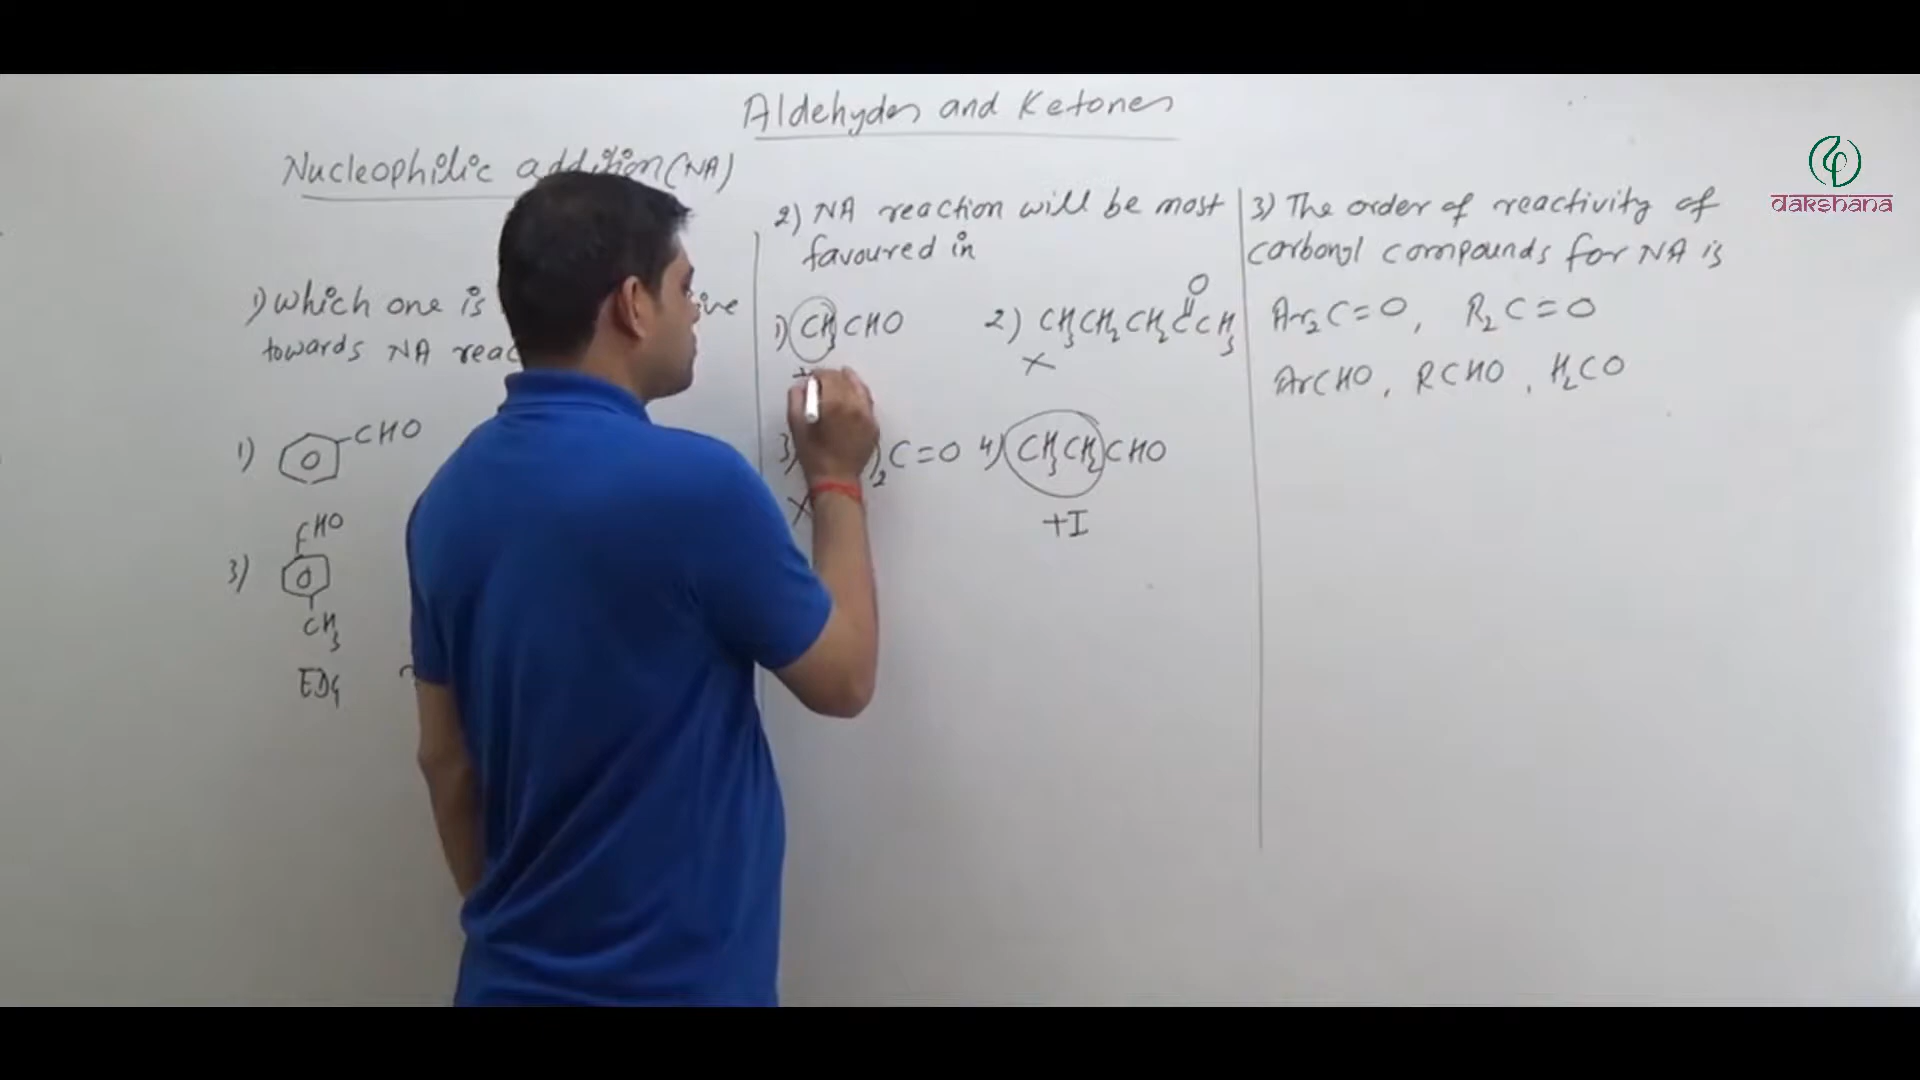 Aldehydes and Ketones
Nucleophilic addition (NA)
1) Which one is
towards NA
1) CHO
3) CHO
CH3
EDG
2) NA reaction will be most
favoured in
1) CH3CHO
2) CH3CH2CH2CCH3
O
X
3) )2C=O
X
4) CH3CH2CHO
+I
3) The order of reactivity of
carbonyl compounds for NA is
Ar2C=O, R2C=O
ArCHO, RCHO, H2CO
dakshana